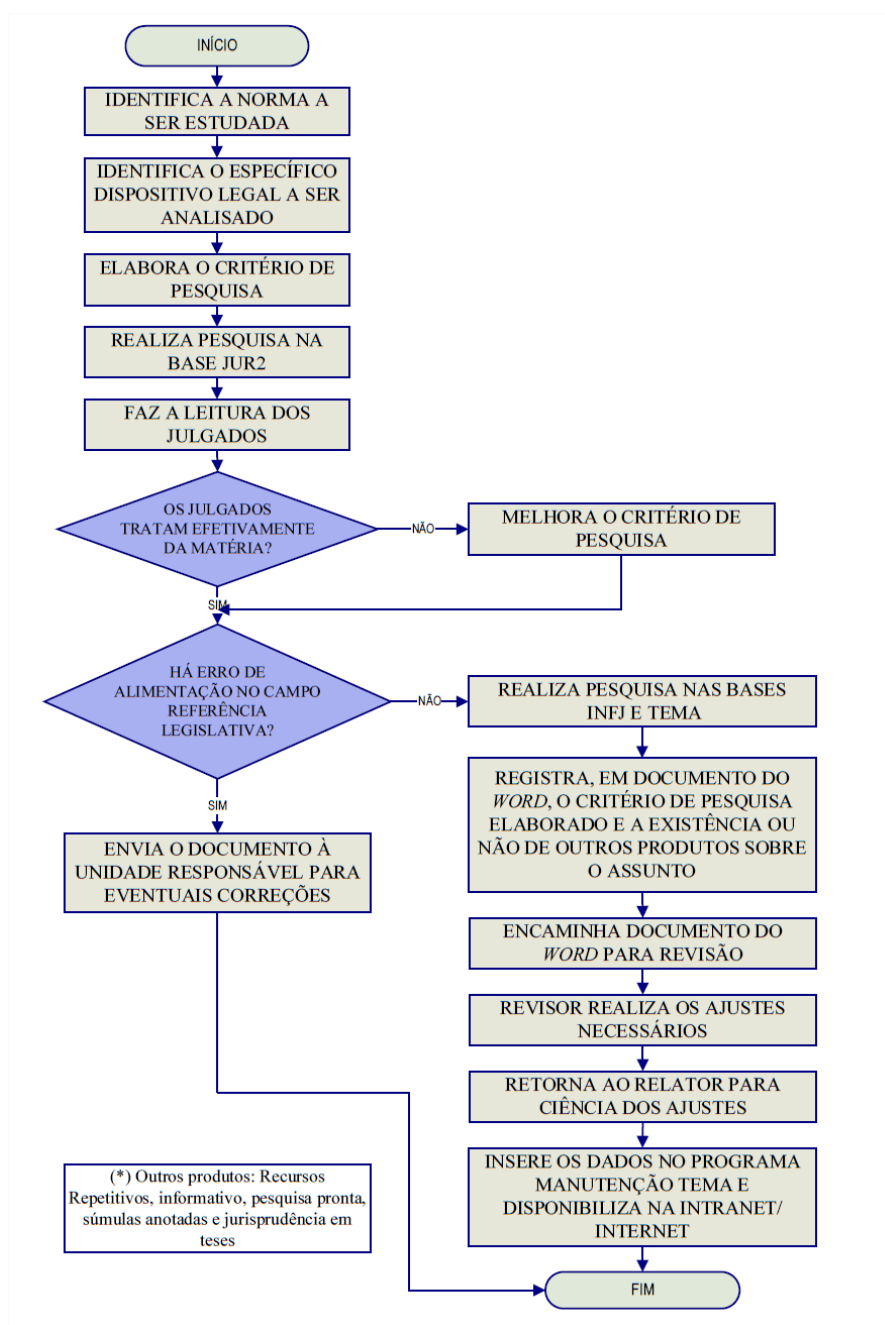 INÍCIO
IDENTIFICA A NORMA A
SER ESTUDADA
IDENTIFICA O ESPECÍFICO
DISPOSITIVO LEGAL A SER
ANALISADO
ELABORA O CRITÉRIO DE
PESQUISA
REALIZA PESQUISA NA
BASE JUR2
FAZ A LEITURA DOS
JULGADOS
OS JULGADOS
TRATAM EFETIVAMENTE
DA MATÉRIA?
NÃO
MELHORA O CRITÉRIO DE
PESQUISA
SIM
HÁ ERRO DE
ALIMENTAÇÃO NO CAMPO
REFERÊNCIA
LEGISLATIVA?
NÃO
REALIZA PESQUISA NAS BASES
INFJ E TEMA
REGISTRA, EM DOCUMENTO DO
WORD, O CRITÉRIO DE PESQUISA
ELABORADO E A EXISTÊNCIA OU
NÃO DE OUTROS PRODUTOS SOBRE
O ASSUNTO
SIM
ENVIA O DOCUMENTO À
UNIDADE RESPONSÁVEL PARA
EVENTUAIS CORREÇÕES
ENCAMINHA DOCUMENTO DO
WORD PARA REVISÃO
REVISOR REALIZA OS AJUSTES
NECESSÁRIOS
RETORNA AO RELATOR PARA
CIÊNCIA DOS AJUSTES
INSERE OS DADOS NO PROGRAMA
MANUTENÇÃO TEMA E
DISPONIBILIZA NA INTRANET/
INTERNET
(*) Outros produtos: Recursos
Repetitivos, informativo, pesquisa pronta,
súmulas anotadas e jurisprudência em
teses
FIM